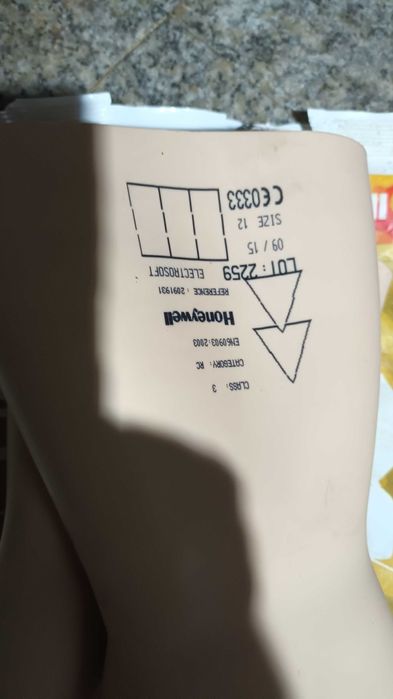 CLASS: 3
CATEGORY: RC
EN60903:2003
Honeywell
REFERENCE : 2091931
ELECTROSOFT
LOT : 2259
09 / 15
SIZE 12
CE0333